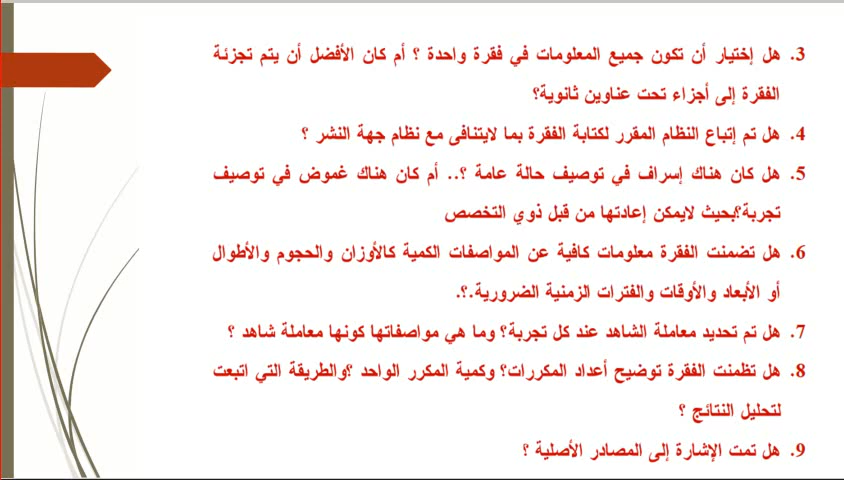 3. هل إختيار أن تكون جميع المعلومات في فقرة واحدة ؟ أم كان الأفضل أن يتم تجزئة
الفقرة إلى أجزاء تحت عناوين ثانوية؟
4. هل تم إتباع النظام المقرر لكتابة الفقرة بما لايتنافى مع نظام جهة النشر ؟
5. هل كان هناك إسراف في توصيف حالة عامة ؟.. أم كان هناك غموض في توصيف
تجربة؟بحيث لايمكن إعادتها من قبل ذوي التخصص
6. هل تضمنت الفقرة معلومات كافية عن المواصفات الكمية كالأوزان والحجوم والأطوال
أو الأبعاد والأوقات والفترات الزمنية الضرورية.؟.
7. هل تم تحديد معاملة الشاهد عند كل تجربة؟ وما هي مواصفاتها كونها معاملة شاهد ؟
8. هل تظمنت الفقرة توضيح أعداد المكررات؟ وكمية المكرر الواحد ؟والطريقة التي اتبعت
لتحليل النتائج ؟
9. هل تمت الإشارة إلى المصادر الأصلية ؟